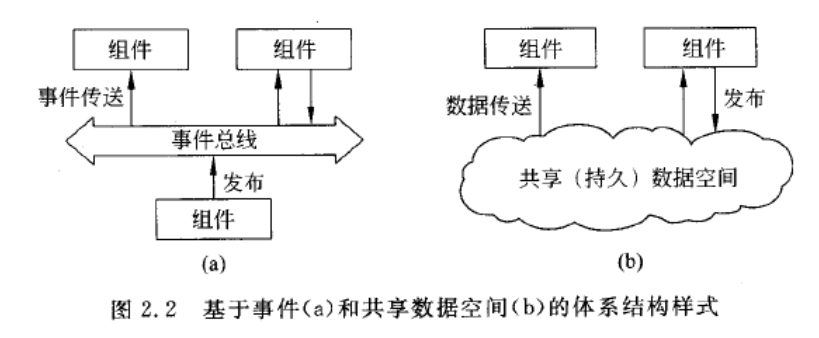 组件
组件
事件传送
事件总线
发布
组件
(a)
组件
组件
数据传送
发布
共享（持久）数据空间
(b)
图 2.2 基于事件(a)和共享数据空间(b)的体系结构样式